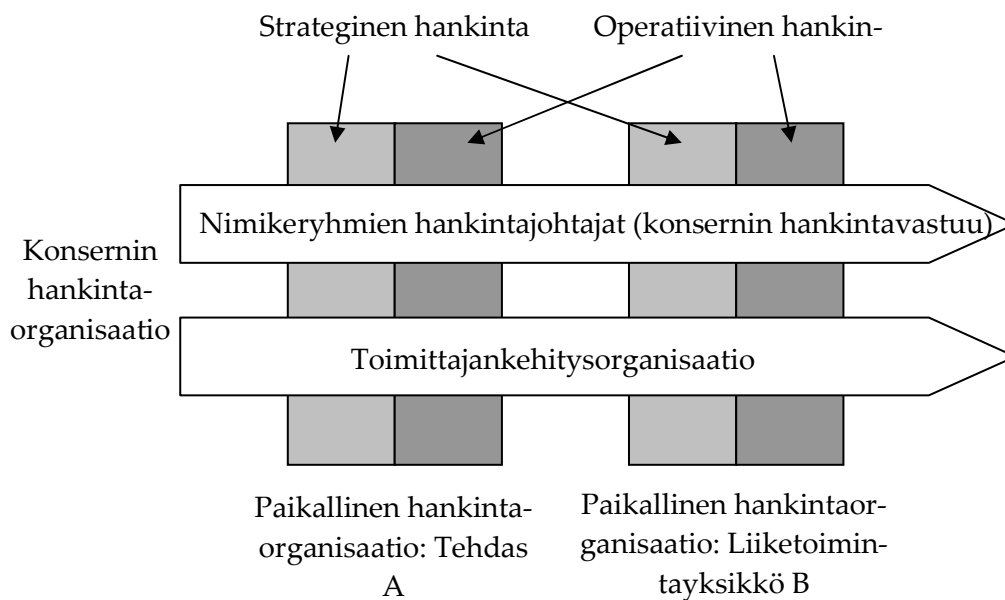 Strateginen hankinta
Operatiivinen hankin-
Nimikeryhmien hankintajohtajat (konsernin hankintavastuu)
Konsernin
hankinta-
organisaatio
Toimittajankehitysorganisaatio
Paikallinen hankinta-
organisaatio: Tehdas
A
Paikallinen hankintaor-
ganisaatio: Liiketoimin-
tayksikkö B